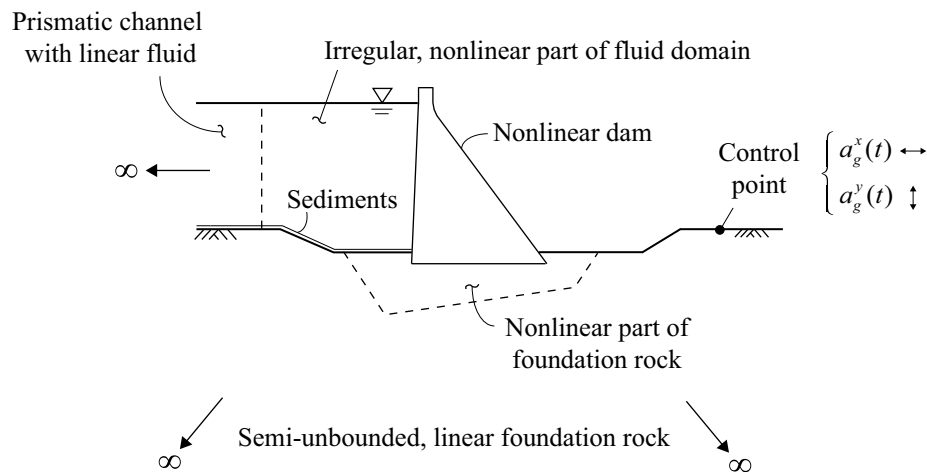 Prismatic channel
with linear fluid
Irregular, nonlinear part of fluid domain
Nonlinear dam
Control
point
a_g^x(t) ↔
a_g^y(t) ↕
∞
Sediments
Nonlinear part of
foundation rock
Semi-unbounded, linear foundation rock
∞
∞